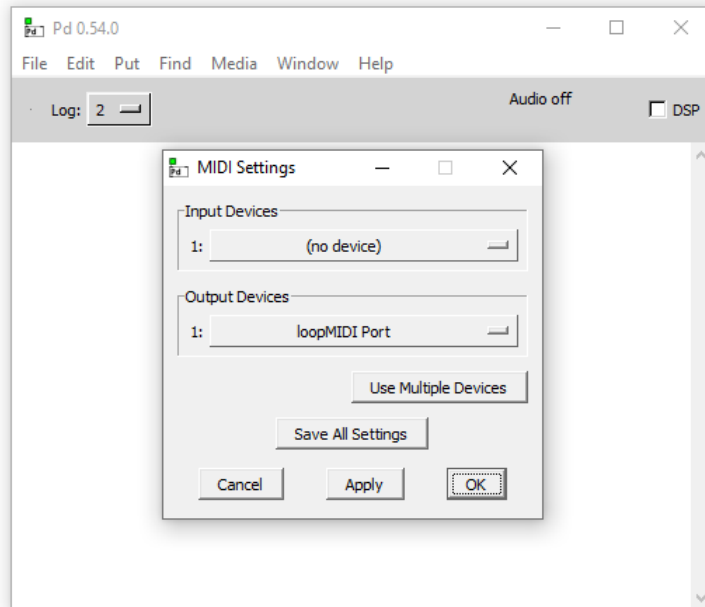 Pd 0.54.0
File Edit Put Find Media Window Help
Log: 2
Audio off
DSP
MIDI Settings
Input Devices
1: (no device)
Output Devices
1: loopMIDI Port
Use Multiple Devices
Save All Settings
Cancel Apply OK